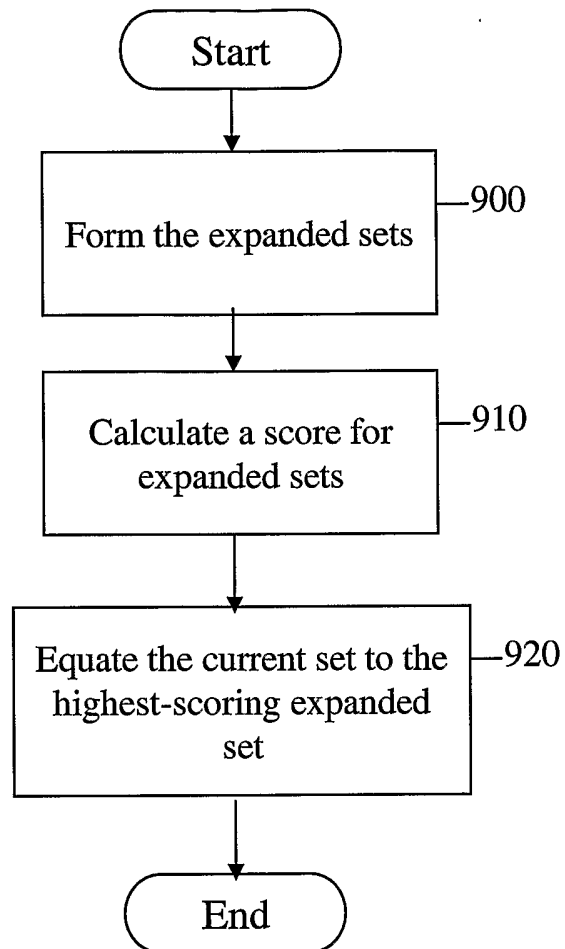 Start
Form the expanded sets
900
Calculate a score for
expanded sets
910
Equate the current set to the
highest-scoring expanded
set
920
End